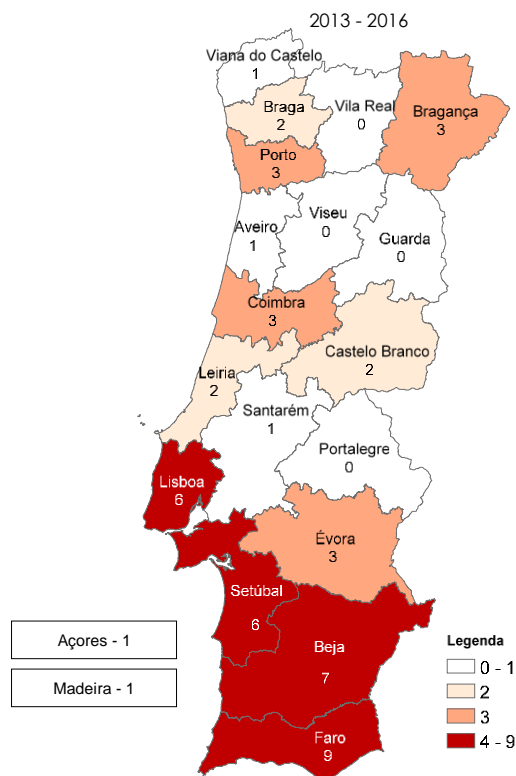 2013 - 2016
Viana do Castelo
1
Braga
2
Vila Real
0
Bragança
3
Porto
3
Aveiro
1
Viseu
0
Guarda
0
Coimbra
3
Castelo Branco
2
Leiria
2
Santarém
1
Portalegre
0
Lisboa
6
Évora
3
Setúbal
6
Beja
7
Faro
9
Açores - 1
Madeira - 1
Legenda
0 - 1
2
3
4 - 9